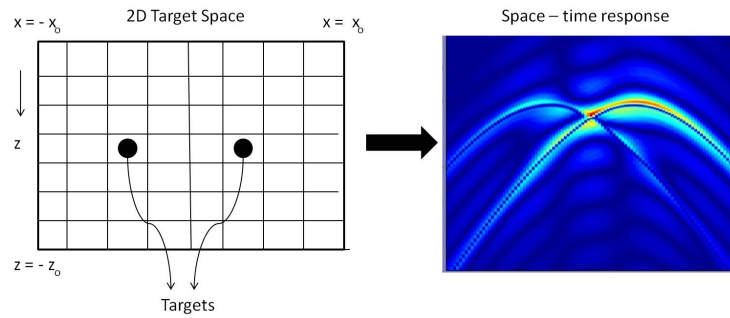 2D Target Space
x = - xₒ
x = xₒ
Space – time response
z
z = - zₒ
Targets